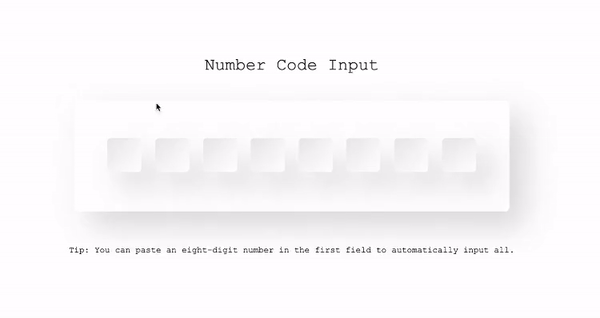 Number Code Input
Tip: You can paste an eight-digit number in the first field to automatically input all.